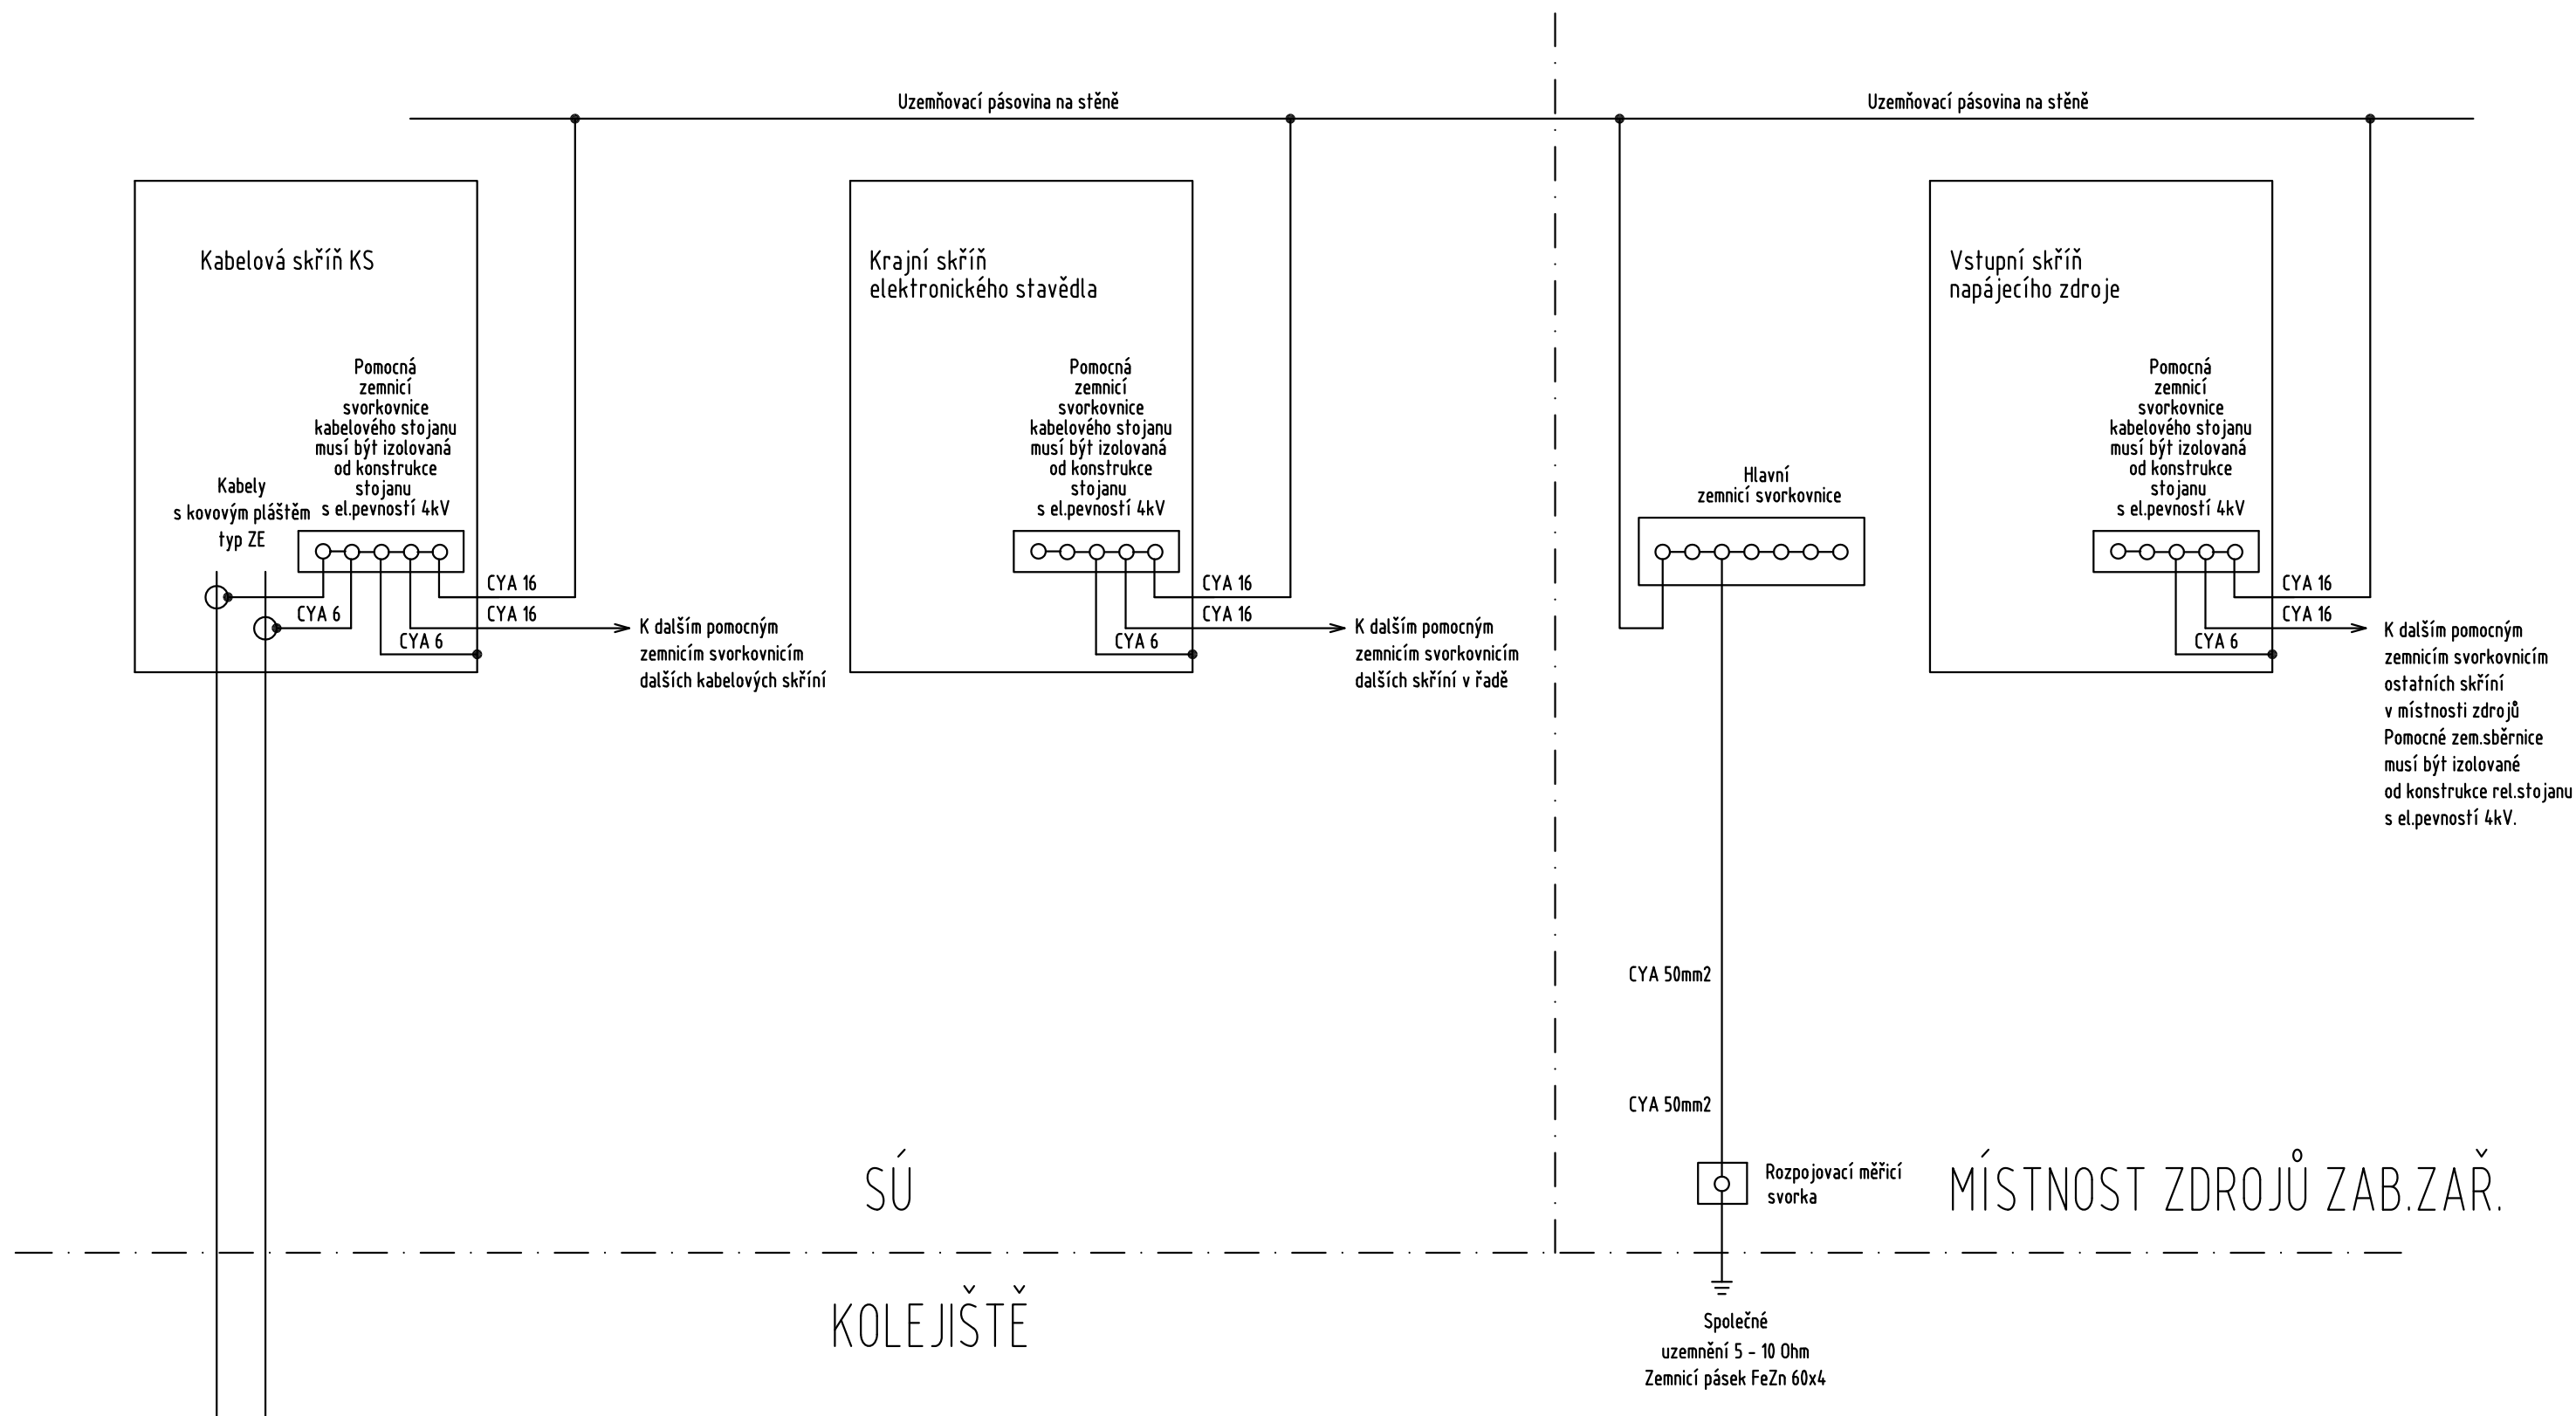 Uzemňovací pásovina na stěně
Uzemňovací pásovina na stěně
Kabelová skříň KS
Pomocná
zemnicí
svorkovnice
kabelového stojanu
musí být izolovaná
od konstrukce
stojanu
s el.pevností 4kV
Kabely
s kovovým pláštěm
typ ZE
CYA 16
CYA 16
CYA 6
CYA 6
K dalším pomocným
zemnicím svorkovnicím
dalších kabelových skříní
Krajní skříň
elektronického stavědla
Pomocná
zemnicí
svorkovnice
kabelového stojanu
musí být izolovaná
od konstrukce
stojanu
s el.pevností 4kV
CYA 16
CYA 16
CYA 6
K dalším pomocným
zemnicím svorkovnicím
dalších skříní v řadě
Hlavní
zemnicí svorkovnice
Vstupní skříň
napájecího zdroje
Pomocná
zemnicí
svorkovnice
kabelového stojanu
musí být izolovaná
od konstrukce
stojanu
s el.pevností 4kV
CYA 16
CYA 16
CYA 6
K dalším pomocným
zemnicím svorkovnicím
ostatních skříní
v místnosti zdrojů
Pomocné zem.sběrnice
musí být izolované
od konstrukce rel.stojanu
s el.pevností 4kV.
CYA 50mm2
CYA 50mm2
Rozpojovací měřicí
svorka
SÚ
MÍSTNOST ZDROJŮ ZAB.ZAŘ.
KOLEJIŠTĚ
Společné
uzemnění 5 - 10 Ohm
Zemnicí pásek FeZn 60x4